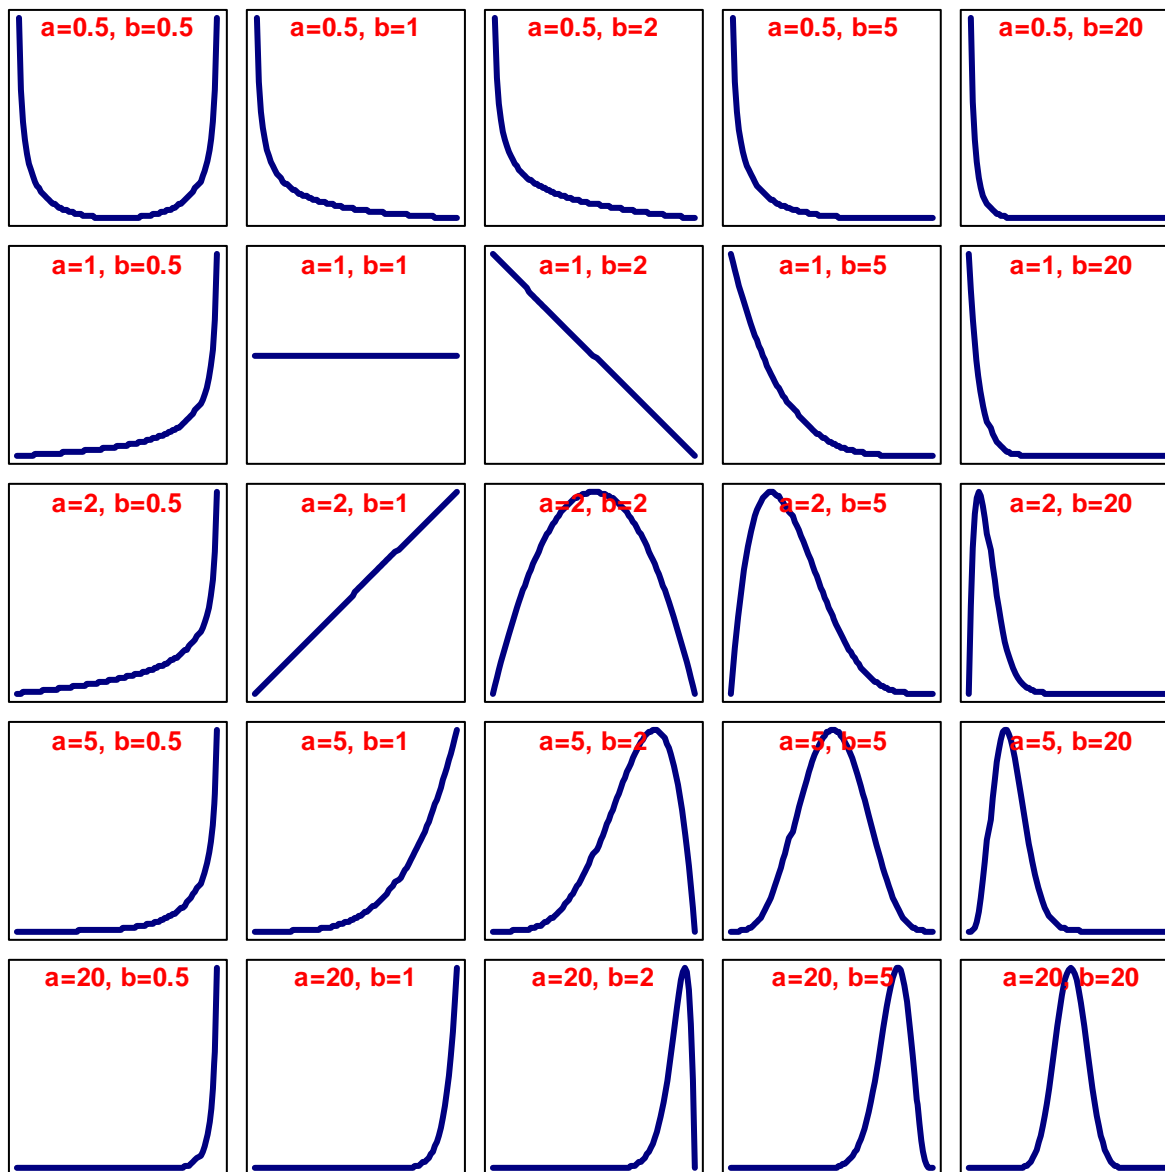 a=0.5, b=0.5
a=0.5, b=1
a=0.5, b=2
a=0.5, b=5
a=0.5, b=20
a=1, b=0.5
a=1, b=1
a=1, b=2
a=1, b=5
a=1, b=20
a=2, b=0.5
a=2, b=1
a=2, b=2
a=2, b=5
a=2, b=20
a=5, b=0.5
a=5, b=1
a=5, b=2
a=5, b=5
a=5, b=20
a=20, b=0.5
a=20, b=1
a=20, b=2
a=20, b=5
a=20, b=20